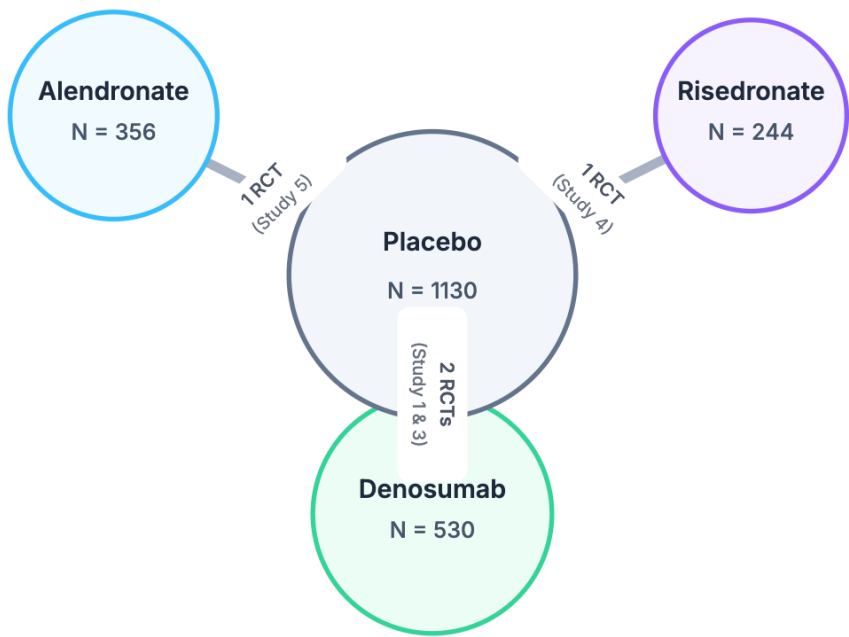 Alendronate
N = 356
Risedronate
N = 244
1 RCT
(Study 5)
1 RCT
(Study 4)
Placebo
N = 1130
2 RCTs
(Study 1 & 3)
Denosumab
N = 530